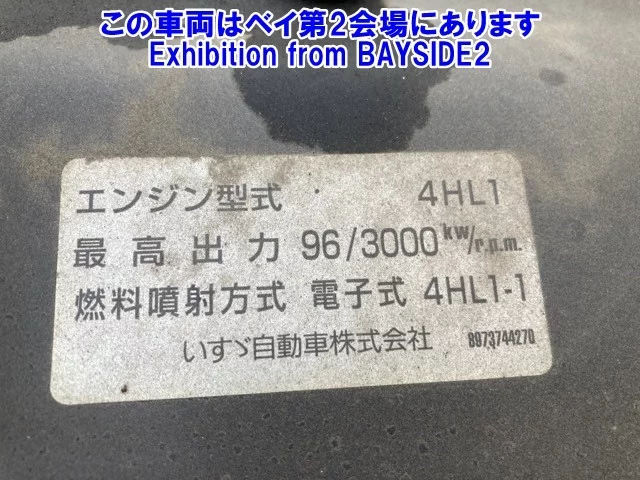 この車両はベイ第2会場にあります
Exhibition from BAYSIDE2
エンジン型式 4HL1
最高出力 96/3000 kw/r.p.m.
燃料噴射方式 電子式 4HL1-1
いすゞ自動車株式会社 8973744270